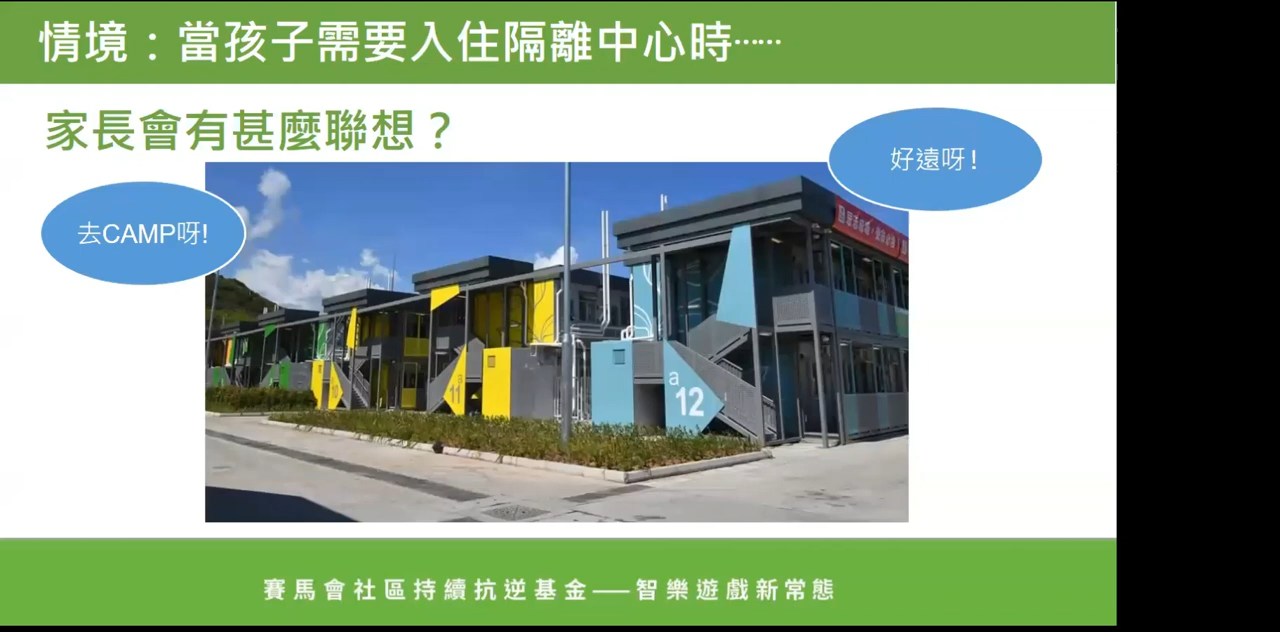 情境：當孩子需要入住隔離中心時……
家長會有甚麼聯想？
好遠呀！
去CAMP呀!
a
11
a
12
賽馬會社區持續抗逆基金——智樂遊戲新常態